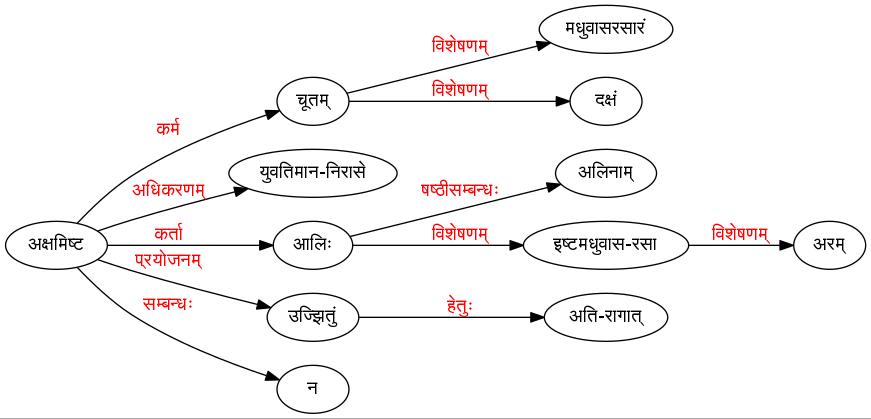 मधुवासरसारं
विशेषणम्
विशेषणम्
चूतम्
दक्षं
कर्म
युवतिमान-निरासे
अलिनाम्
अधिकरणम्
षष्ठीसम्बन्धः
अक्षमिष्ट
कर्ता
आलिः
विशेषणम्
इष्टमधुवास-रसा
विशेषणम्
अरम्
प्रयोजनम्
सम्बन्धः
उज्झितुं
हेतुः
अति-रागात्
न